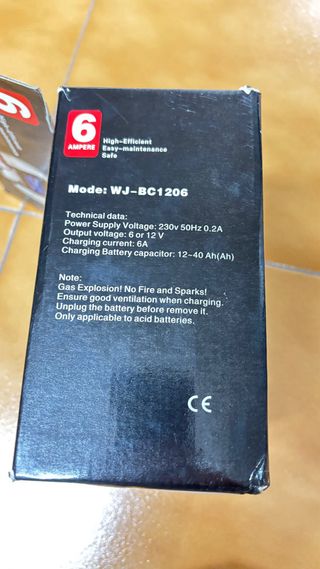 6
AMPERE
High-Efficient
Easy-maintenance
Safe
Mode: WJ-BC1206
Technical data:
Power Supply Voltage: 230v 50Hz 0.2A
Output voltage: 6 or 12 V
Charging current: 6A
Charging Battery capacitor: 12-40 Ah(Ah)
Note:
Gas Explosion! No Fire and Sparks!
Ensure good ventilation when charging.
Unplug the battery before remove it.
Only applicable to acid batteries.
CE